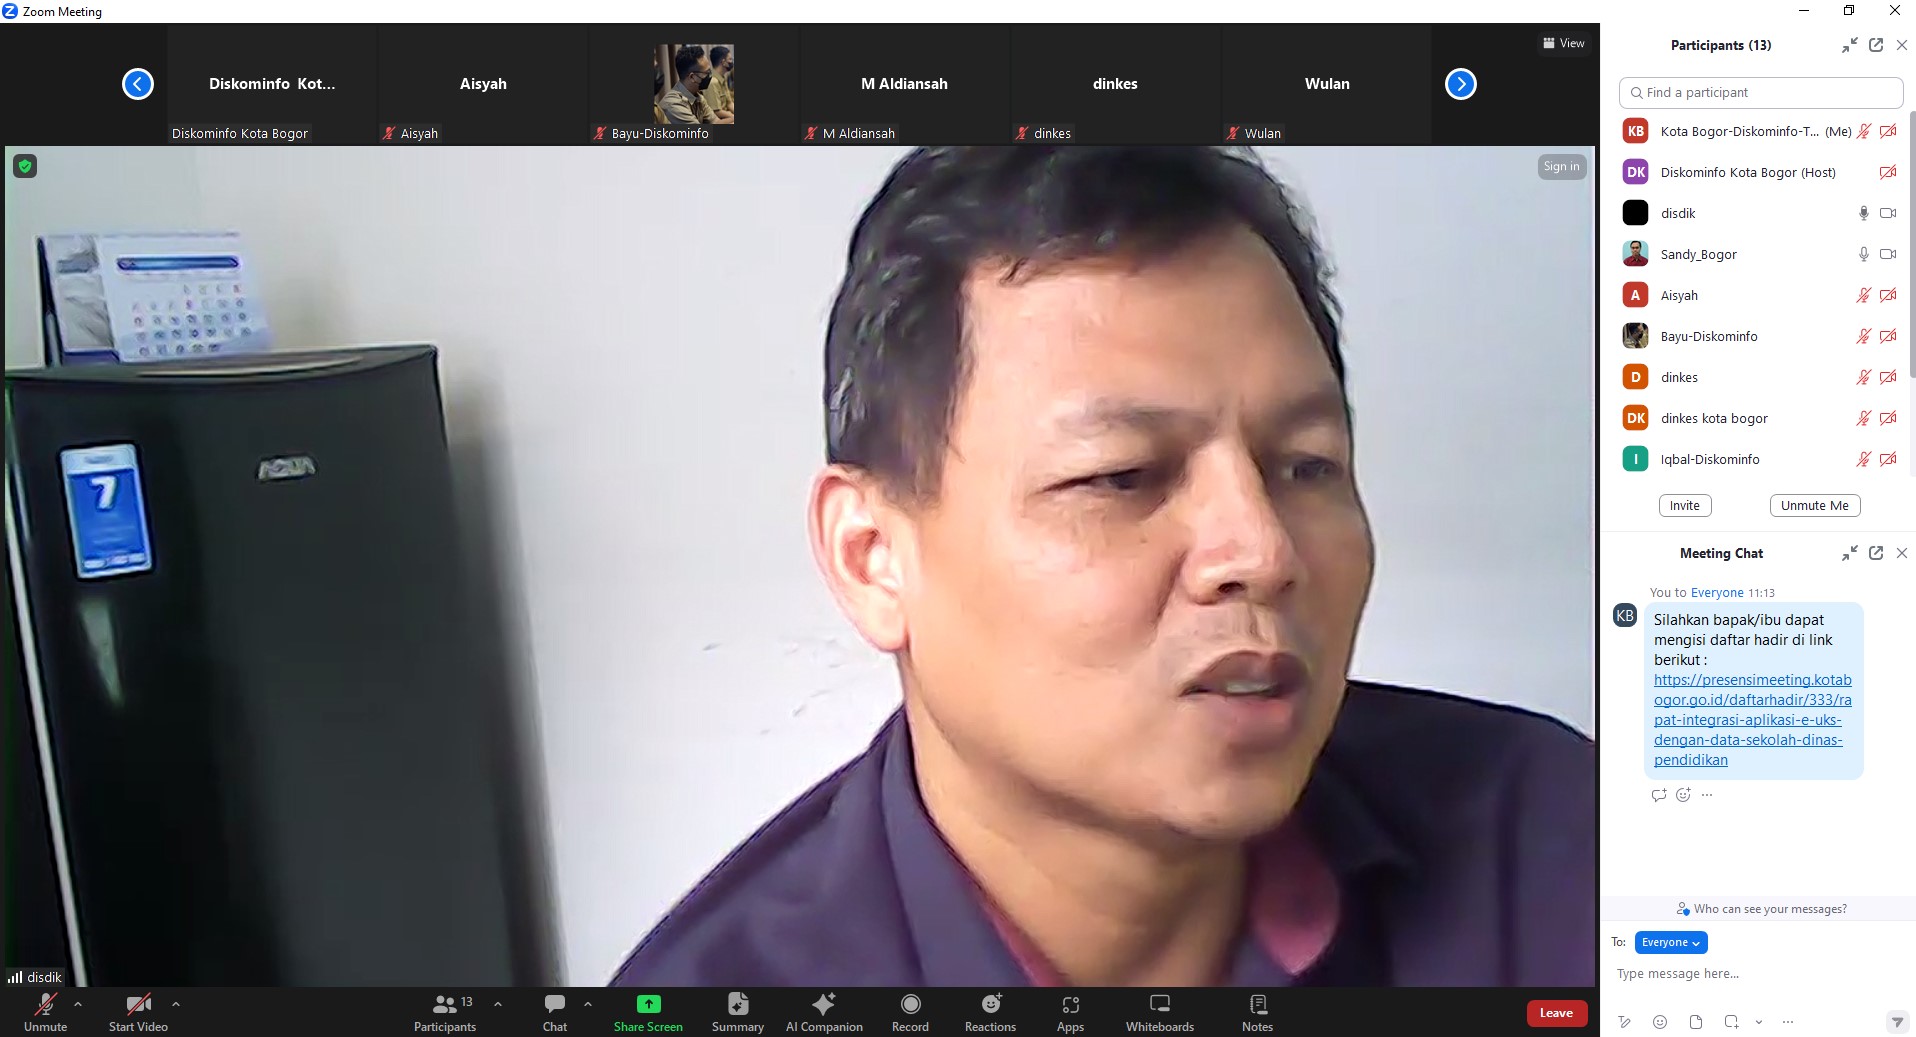 Zoom Meeting
View
Diskominfo Kot...
Aisyah
M Aldiansah
dinkes
Wulan
Diskominfo Kota Bogor
Aisyah
Bayu-Diskominfo
M Aldiansah
dinkes
Wulan
Sign in
7
disdik
Participants (13)
Find a participant
KB Kota Bogor-Diskominfo-T... (Me)
DK Diskominfo Kota Bogor (Host)
disdik
Sandy_Bogor
A Aisyah
Bayu-Diskominfo
D dinkes
DK dinkes kota bogor
I Iqbal-Diskominfo
Invite
Unmute Me
Meeting Chat
You to Everyone 11:13
KB
Silahkan bapak/ibu dapat
mengisi daftar hadir di link
berikut :
https://presensimeeting.kotab
ogor.go.id/daftarhadir/333/ra
pat-integrasi-aplikasi-e-uks-
dengan-data-sekolah-dinas-
pendidikan
Who can see your messages?
To: Everyone
Type message here...
Unmute
Start Video
13
Participants
Chat
Share Screen
Summary
AI Companion
Record
Reactions
Apps
Whiteboards
Notes
Leave